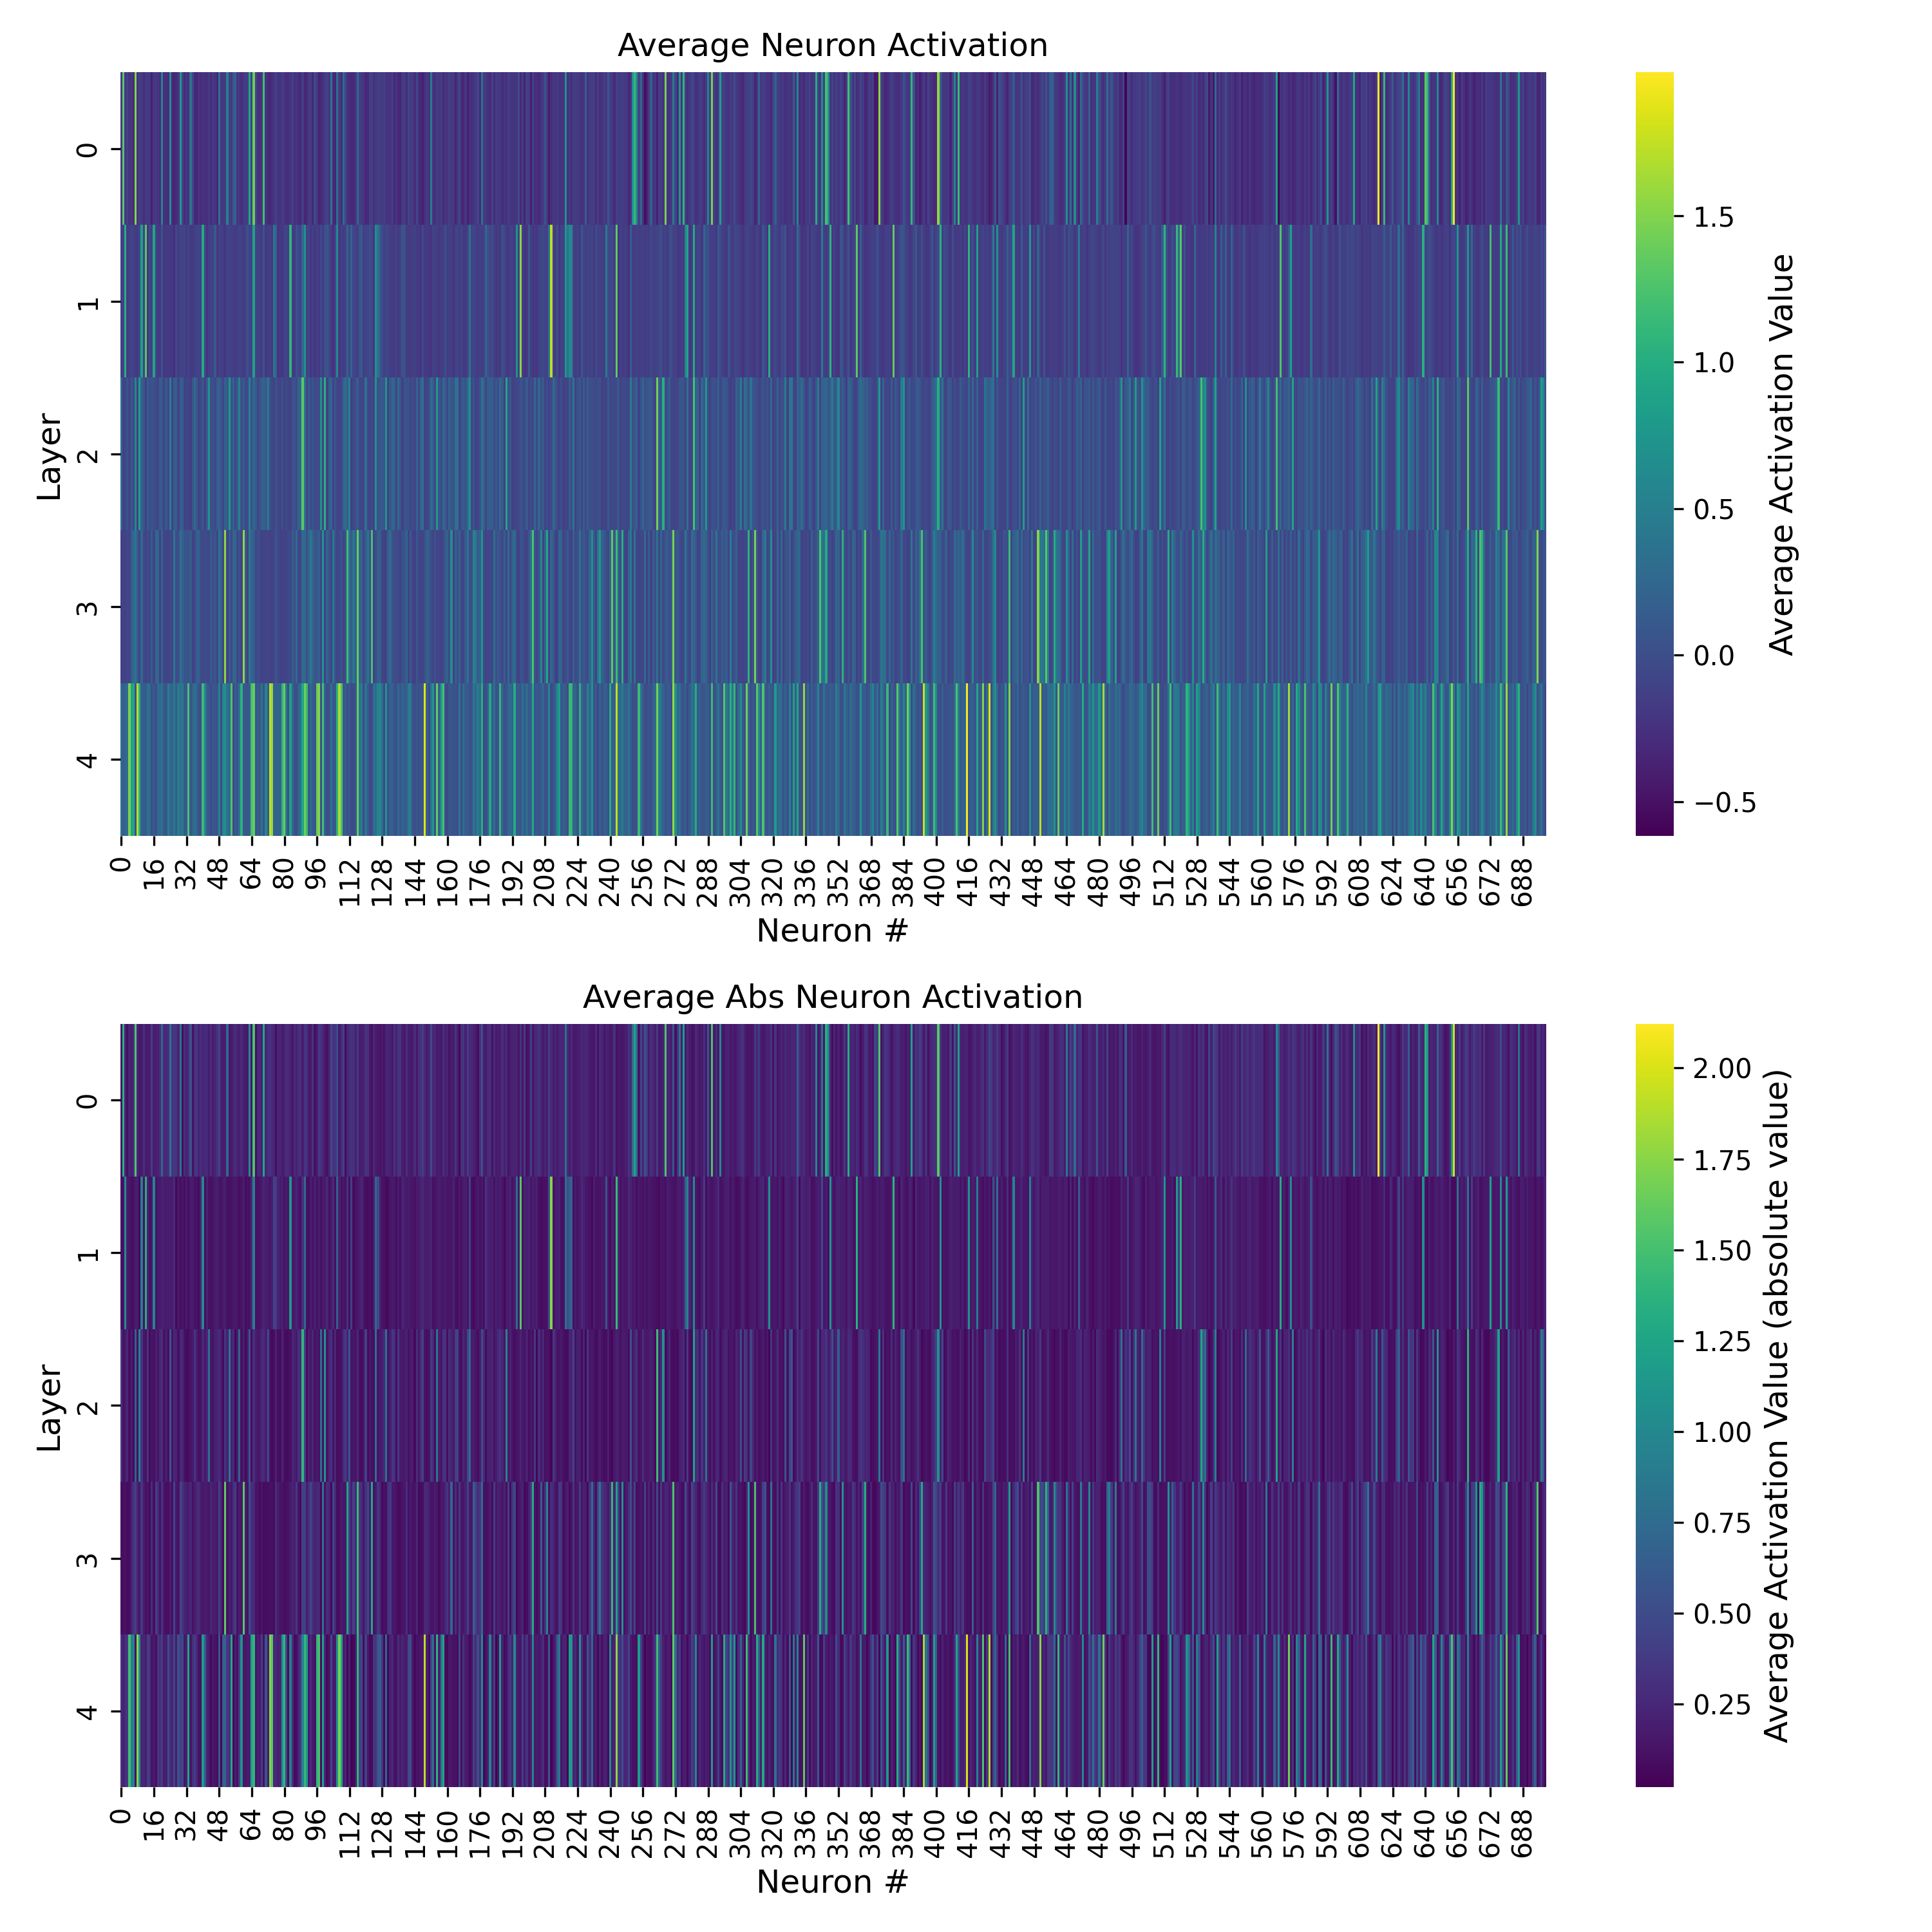 Average Neuron Activation
Layer
0
1
2
3
4
0 16 32 48 64 80 96 112 128 144 160 176 192 208 224 240 256 272 288 304 320 336 352 368 384 400 416 432 448 464 480 496 512 528 544 560 576 592 608 624 640 656 672 688
Neuron #
1.5
1.0
0.5
0.0
−0.5
Average Activation Value
Average Abs Neuron Activation
Layer
0
1
2
3
4
0 16 32 48 64 80 96 112 128 144 160 176 192 208 224 240 256 272 288 304 320 336 352 368 384 400 416 432 448 464 480 496 512 528 544 560 576 592 608 624 640 656 672 688
Neuron #
2.00
1.75
1.50
1.25
1.00
0.75
0.50
0.25
Average Activation Value (absolute value)